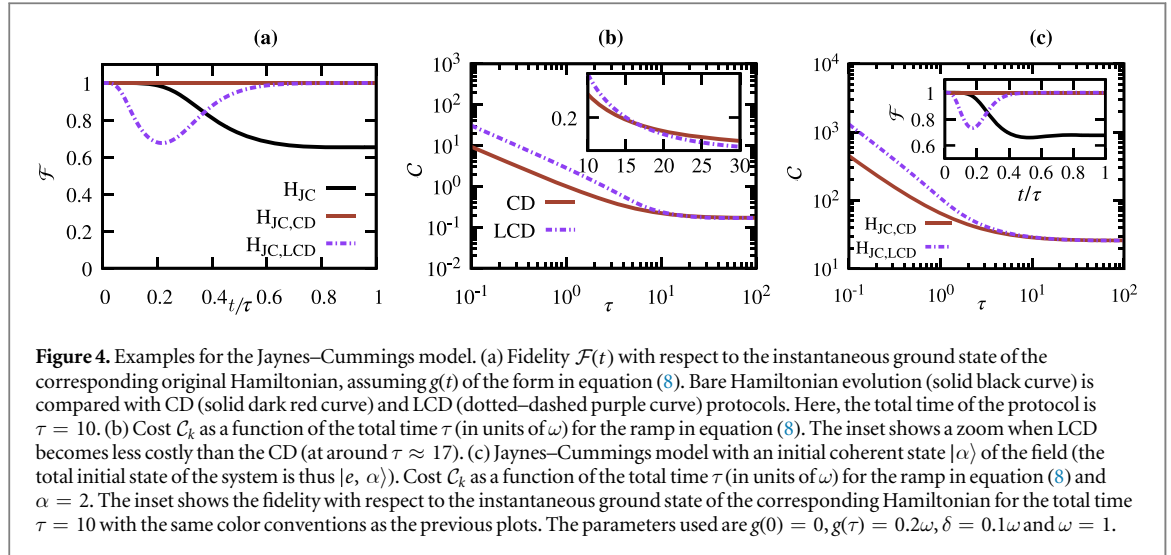 (a)
1
0.8
0.6
0.4
0.2
0
ℱ
H_JC
H_JC,CD
H_JC,LCD
0 0.2 0.4 0.6 0.8 1
t/τ
(b)
10^3
10^2
10^1
10^0
10^-1
10^-2
C
0.2
10 15 20 25 30
CD
LCD
10^-1 10^0 10^1 10^2
τ
(c)
10^4
10^3
10^2
10^1
C
1
0.8
0.6
ℱ
0 0.2 0.4 0.6 0.8 1
t/τ
H_JC,CD
H_JC,LCD
10^-1 10^0 10^1 10^2
τ
Figure 4. Examples for the Jaynes–Cummings model. (a) Fidelity ℱ(t) with respect to the instantaneous ground state of the
corresponding original Hamiltonian, assuming g(t) of the form in equation (8). Bare Hamiltonian evolution (solid black curve) is
compared with CD (solid dark red curve) and LCD (dotted–dashed purple curve) protocols. Here, the total time of the protocol is
τ = 10. (b) Cost C_k as a function of the total time τ (in units of ω) for the ramp in equation (8). The inset shows a zoom when LCD
becomes less costly than the CD (at around τ ≈ 17). (c) Jaynes–Cummings model with an initial coherent state |α⟩ of the field (the
total initial state of the system is thus |e, α⟩). Cost C_k as a function of the total time τ (in units of ω) for the ramp in equation (8) and
α = 2. The inset shows the fidelity with respect to the instantaneous ground state of the corresponding Hamiltonian for the total time
τ = 10 with the same color conventions as the previous plots. The parameters used are g(0) = 0, g(τ) = 0.2ω, δ = 0.1ω and ω = 1.